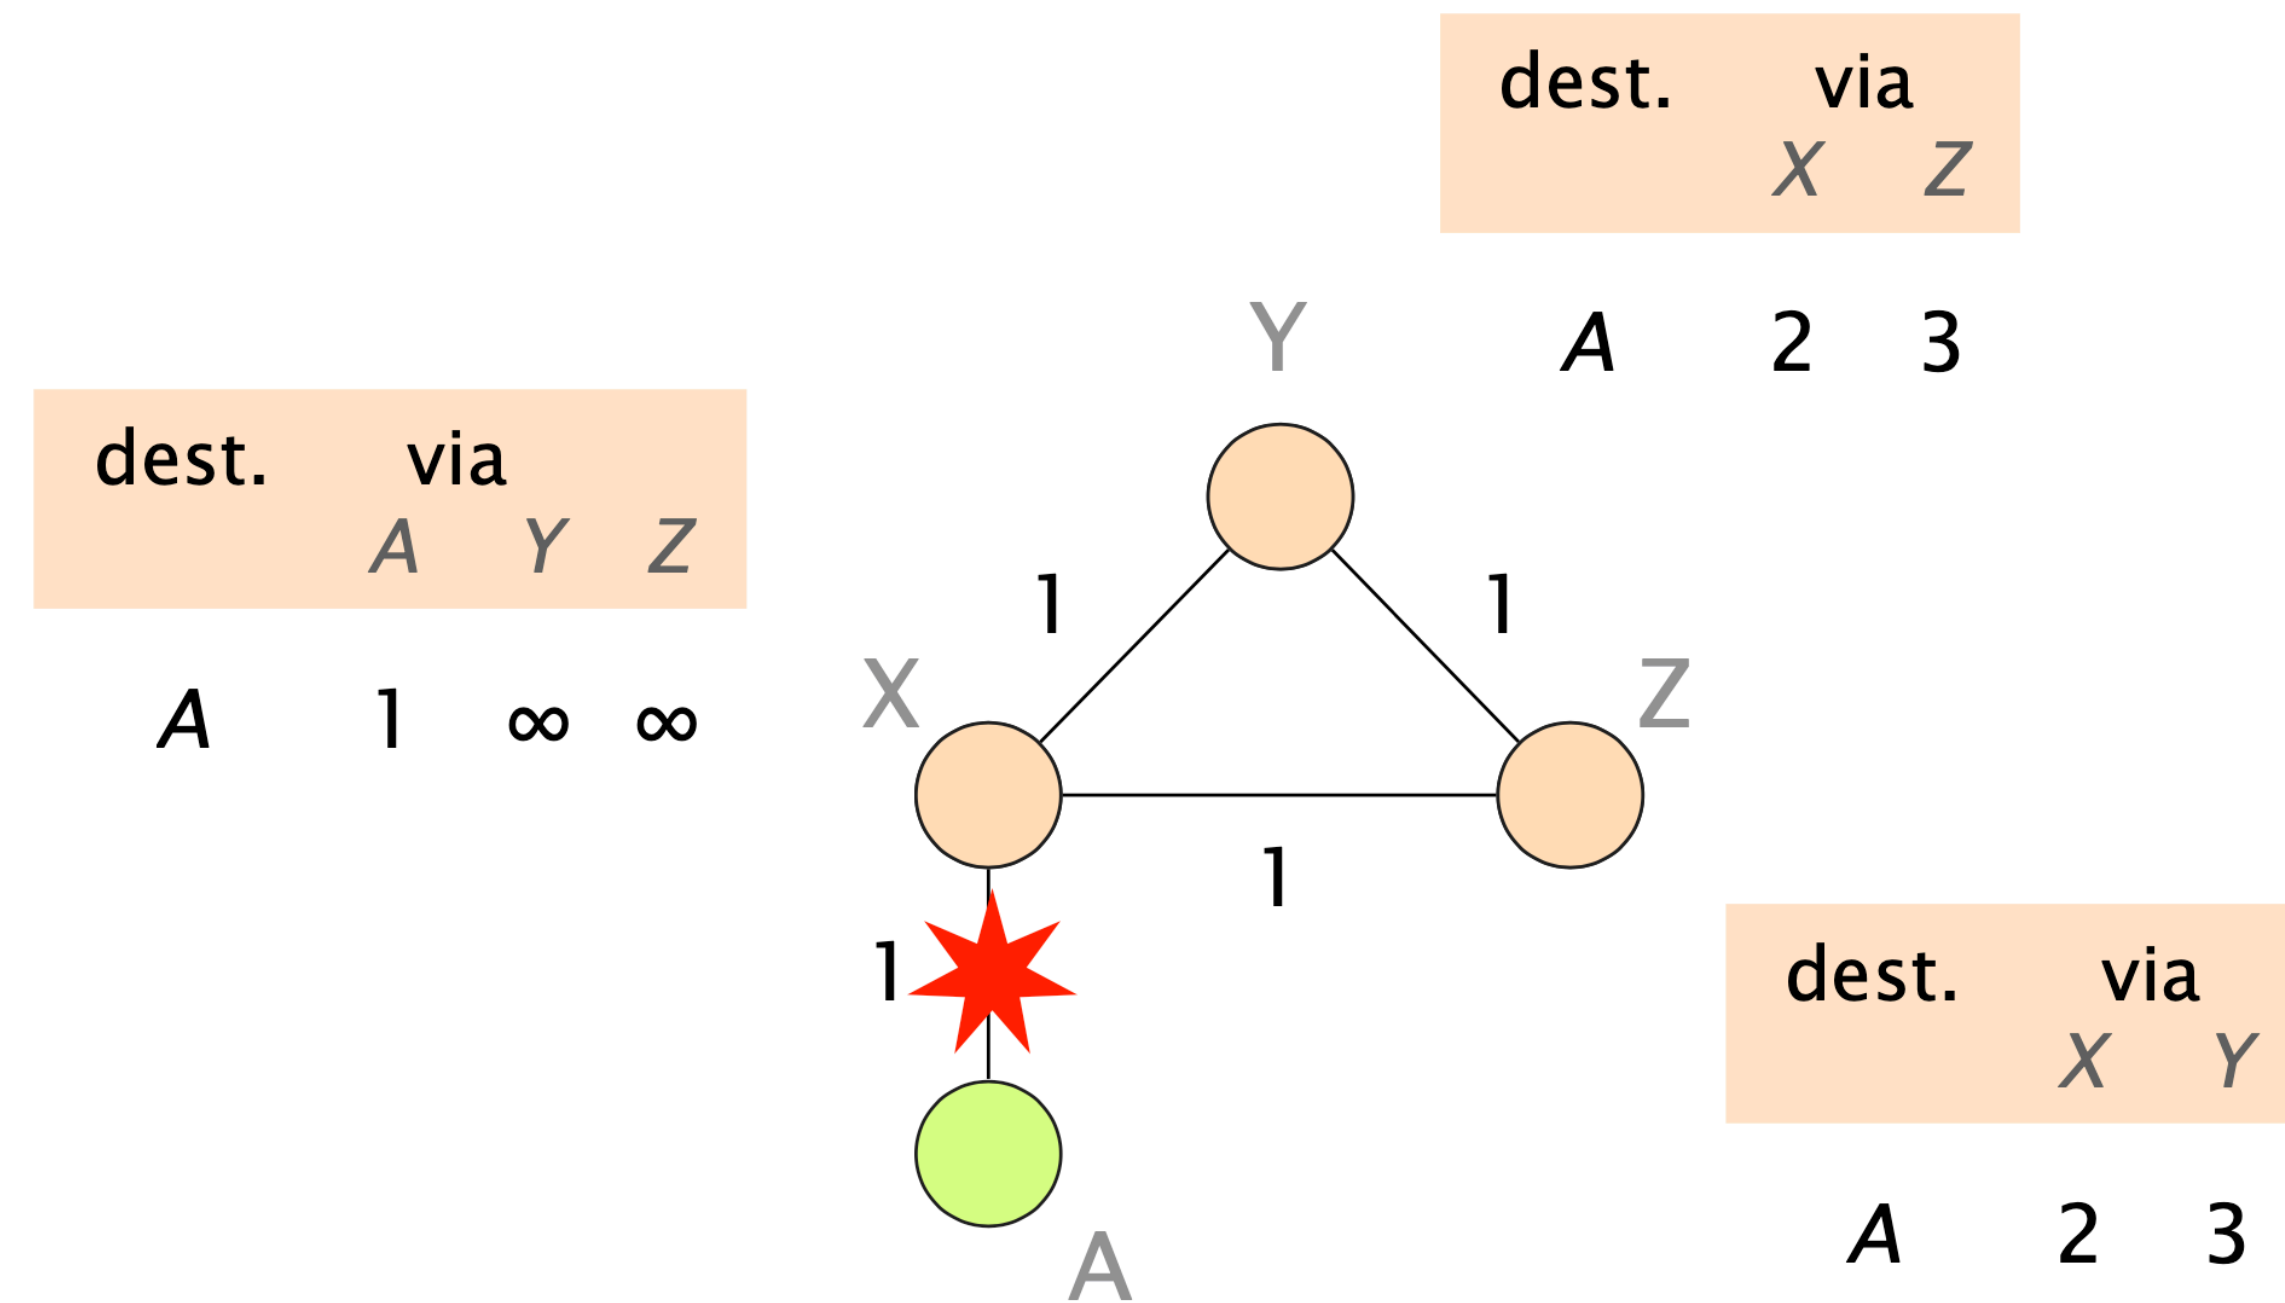 dest. via
X Z
A 2 3
Y
dest. via
A Y Z
A 1 ∞ ∞
1
1
X
Z
1
1
dest. via
X Y
A 2 3
A